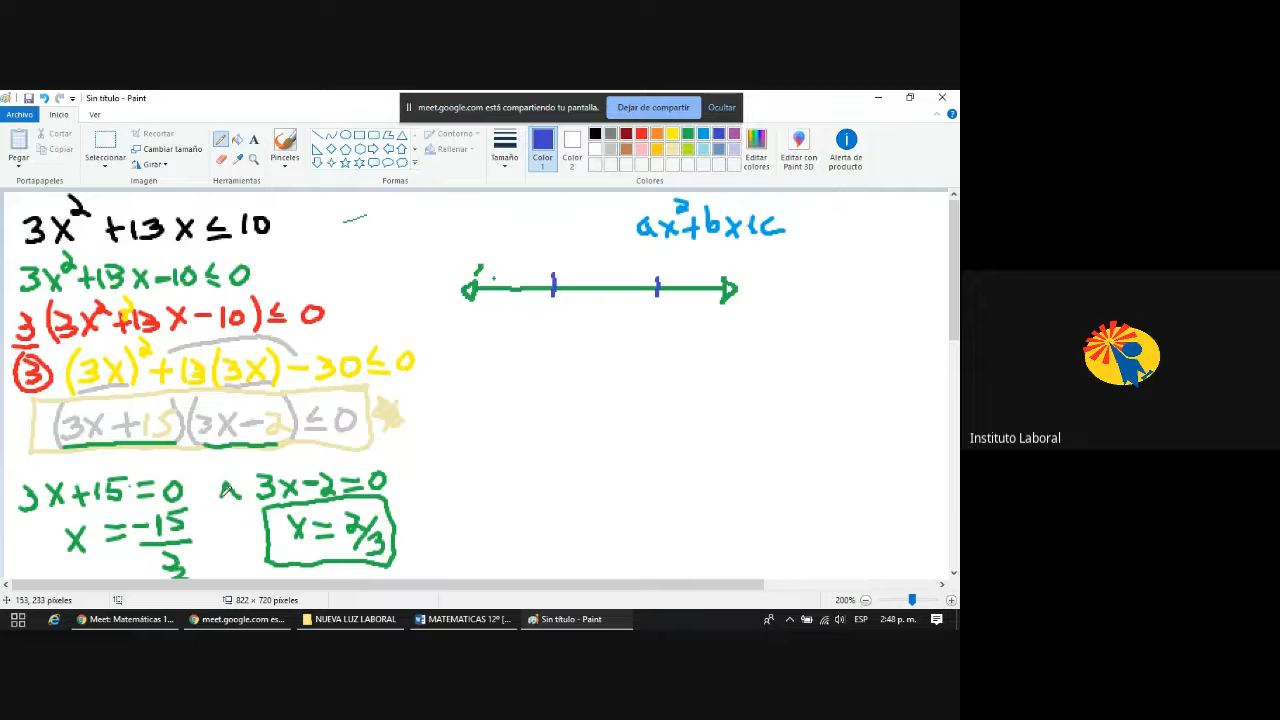 Sin título - Paint
meet.google.com está compartiendo tu pantalla.
Dejar de compartir
Ocultar
Archivo
Inicio
Ver
Pegar
Cortar
Copiar
Portapapeles
Seleccionar
Recortar
Cambiar tamaño
Girar
Imagen
A
Herramientas
Pinceles
Contorno
Rellenar
Formas
Tamaño
Color 1
Color 2
Editar colores
Colores
Editar con Paint 3D
Alerta de producto
3x² + 13x ≤ 10
3x² + 13x - 10 ≤ 0
3(3x² + 13x - 10) ≤ 0
(3) (3x)² + 13(3x) - 30 ≤ 0
(3x + 15)(3x - 2) ≤ 0
3x + 15 = 0 ∧ 3x - 2 = 0
x = -15/3
x = 2/3
ax² + bx + c
Instituto Laboral
153, 233 píxeles
822 × 720 píxeles
200%
Meet: Matemáticas 1...
meet.google.com es...
NUEVA LUZ LABORAL
MATEMATICAS 12º [...
Sin título - Paint
ESP
2:48 p. m.